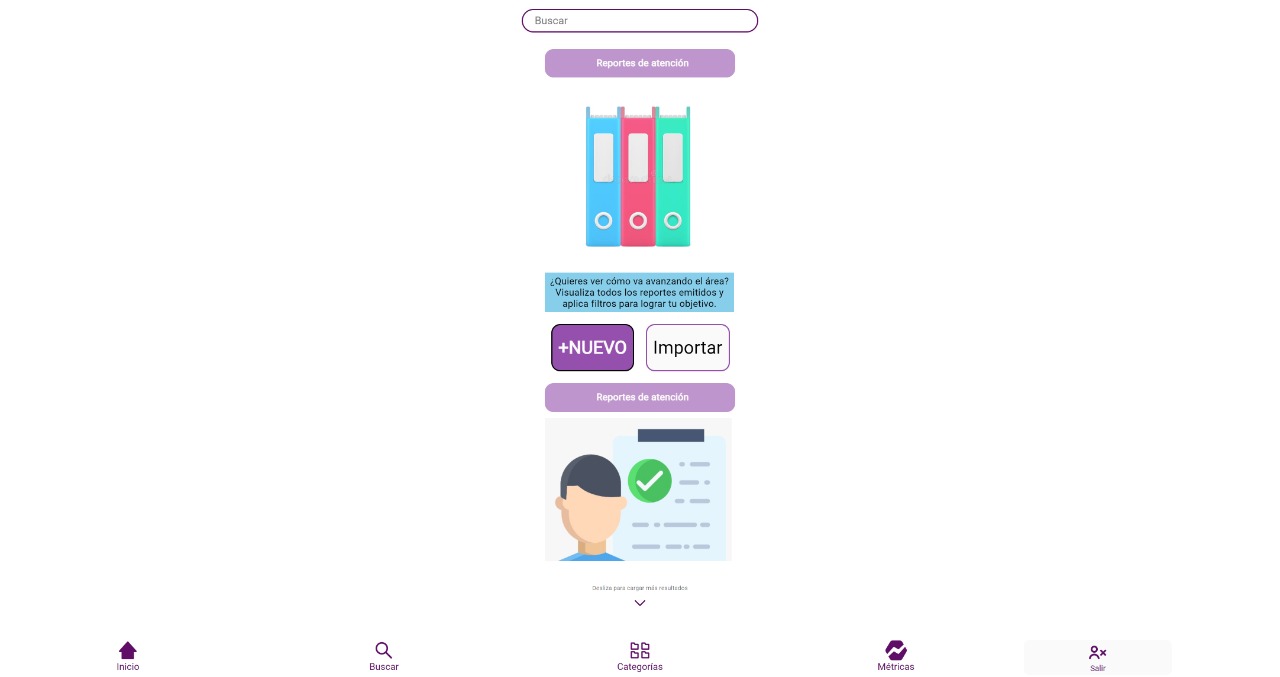 Buscar
Reportes de atención
¿Quieres ver cómo va avanzando el área?
Visualiza todos los reportes emitidos y
aplica filtros para lograr tu objetivo.
+NUEVO
Importar
Reportes de atención
Desliza para cargar más resultados
Inicio
Buscar
Categorías
Métricas
Salir